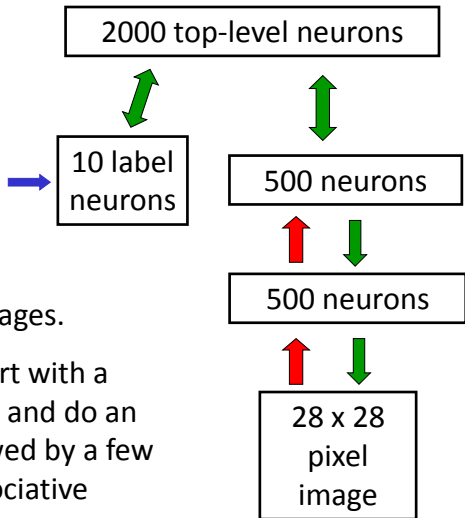 2000 top-level neurons
10 label
neurons
500 neurons
500 neurons
28 x 28
pixel
image
ages.
rt with a
and do an
ved by a few
ociative